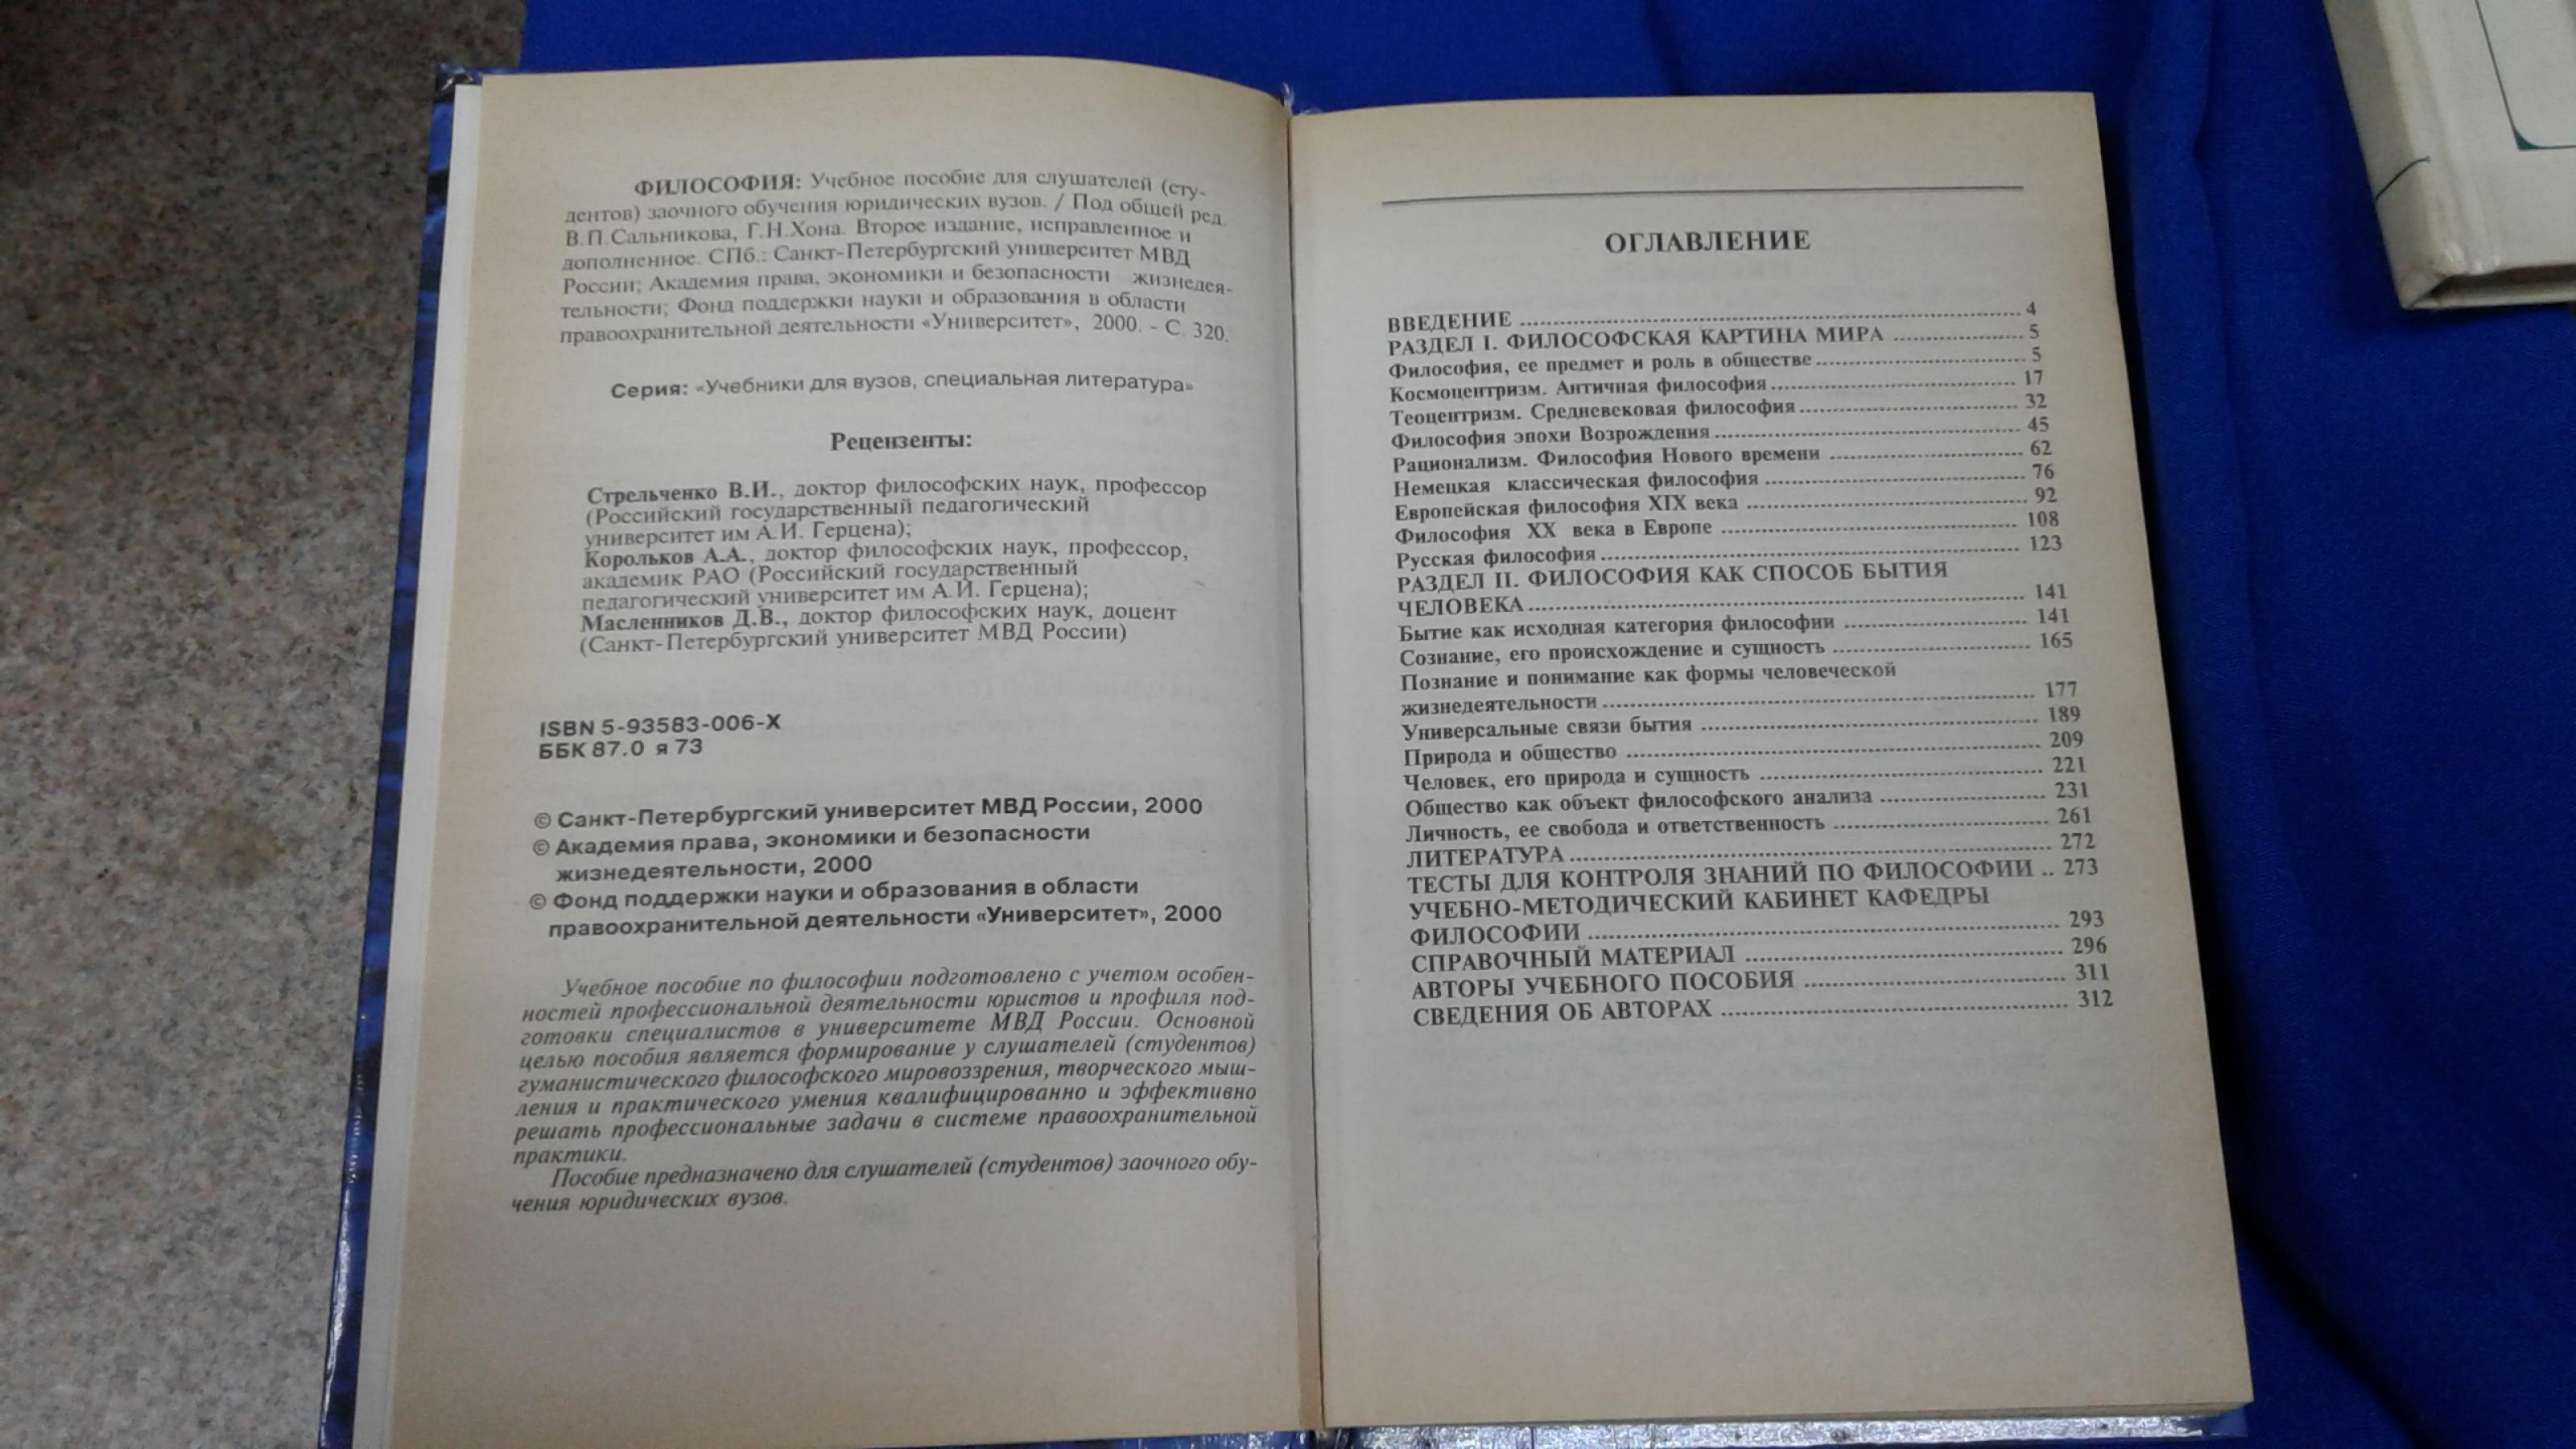 ФИЛОСОФИЯ: Учебное пособие для слушателей (сту-
дентов) заочного обучения юридических вузов. / Под общей ред.
В.П.Сальникова, Г.Н.Хона. Второе издание, исправленное и
дополненное. СПб.: Санкт-Петербургский университет МВД
России; Академия права, экономики и безопасности жизнедея-
тельности; Фонд поддержки науки и образования в области
правоохранительной деятельности «Университет», 2000. - С. 320.
Серия: «Учебники для вузов, специальная литература»
Рецензенты:
Стрельченко В.И., доктор философских наук, профессор
(Российский государственный педагогический
университет им А.И. Герцена);
Корольков А.А., доктор философских наук, профессор,
академик РАО (Российский государственный
педагогический университет им А.И. Герцена);
Масленников Д.В., доктор философских наук, доцент
(Санкт-Петербургский университет МВД России)
ISBN 5-93583-006-X
ББК 87.0 я 73
© Санкт-Петербургский университет МВД России, 2000
© Академия права, экономики и безопасности
жизнедеятельности, 2000
© Фонд поддержки науки и образования в области
правоохранительной деятельности «Университет», 2000
Учебное пособие по философии подготовлено с учетом особен-
ностей профессиональной деятельности юристов и профиля под-
готовки специалистов в университете МВД России. Основной
целью пособия является формирование у слушателей (студентов)
гуманистического философского мировоззрения, творческого мыш-
ления и практического умения квалифицированно и эффективно
решать профессиональные задачи в системе правоохранительной
практики.
Пособие предназначено для слушателей (студентов) заочного обу-
чения юридических вузов.
ОГЛАВЛЕНИЕ
ВВЕДЕНИЕ ........ 4
РАЗДЕЛ I. ФИЛОСОФСКАЯ КАРТИНА МИРА ........ 5
Философия, ее предмет и роль в обществе ........ 5
Космоцентризм. Античная философия ........ 17
Теоцентризм. Средневековая философия ........ 32
Философия эпохи Возрождения ........ 45
Рационализм. Философия Нового времени ........ 62
Немецкая классическая философия ........ 76
Европейская философия XIX века ........ 92
Философия XX века в Европе ........ 108
Русская философия ........ 123
РАЗДЕЛ II. ФИЛОСОФИЯ КАК СПОСОБ БЫТИЯ
ЧЕЛОВЕКА ........ 141
Бытие как исходная категория философии ........ 141
Сознание, его происхождение и сущность ........ 165
Познание и понимание как формы человеческой
жизнедеятельности ........ 177
Универсальные связи бытия ........ 189
Природа и общество ........ 209
Человек, его природа и сущность ........ 221
Общество как объект философского анализа ........ 231
Личность, ее свобода и ответственность ........ 261
ЛИТЕРАТУРА ........ 272
ТЕСТЫ ДЛЯ КОНТРОЛЯ ЗНАНИЙ ПО ФИЛОСОФИИ .. 273
УЧЕБНО-МЕТОДИЧЕСКИЙ КАБИНЕТ КАФЕДРЫ
ФИЛОСОФИИ ........ 293
СПРАВОЧНЫЙ МАТЕРИАЛ ........ 296
АВТОРЫ УЧЕБНОГО ПОСОБИЯ ........ 311
СВЕДЕНИЯ ОБ АВТОРАХ ........ 312